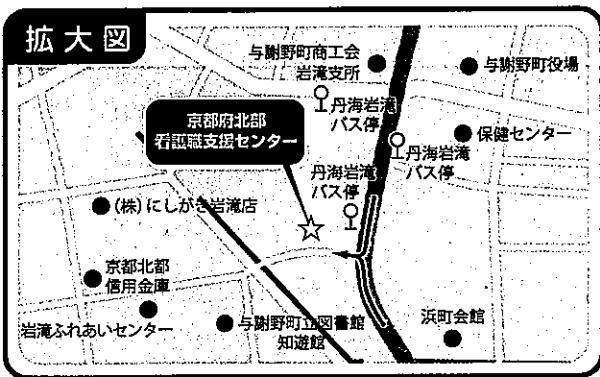 拡大図
与謝野町商工会
岩滝支所
与謝野町役場
丹海岩滝
バス停
京都府北部
看護職支援センター
丹海岩滝
バス停
保健センター
丹海岩滝
バス停
(株)にしがき岩滝店
京都北部
信用金庫
岩滝ふれあいセンター
与謝野町立図書館
知遊館
浜町会館